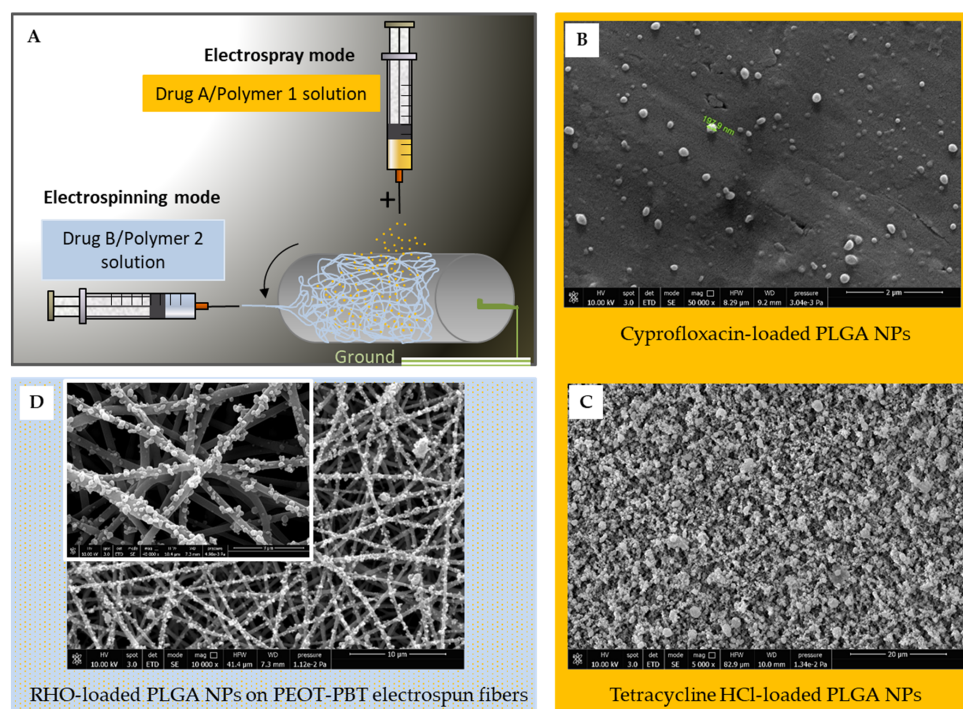 A
Electrospray mode
Drug A/Polymer 1 solution
+
Electrospinning mode
Drug B/Polymer 2
solution
Ground
B
197.9 nm
HV spot det mode mag HFW WD pressure
10.00 kV 3.0 ETD SE 50 000 x 8.29 µm 9.2 mm 3.04e-3 Pa
2 µm
Cyprofloxacin-loaded PLGA NPs
C
HV spot det mode mag HFW WD pressure
10.00 kV 3.0 ETD SE 5 000 x 82.9 µm 10.0 mm 1.34e-2 Pa
20 µm
Tetracycline HCl-loaded PLGA NPs
D
HV spot det mode mag HFW WD pressure
10.00 kV 3.0 ETD SE 10 000 x 41.4 µm 7.3 mm 1.12e-2 Pa
10 µm
RHO-loaded PLGA NPs on PEOT-PBT electrospun fibers